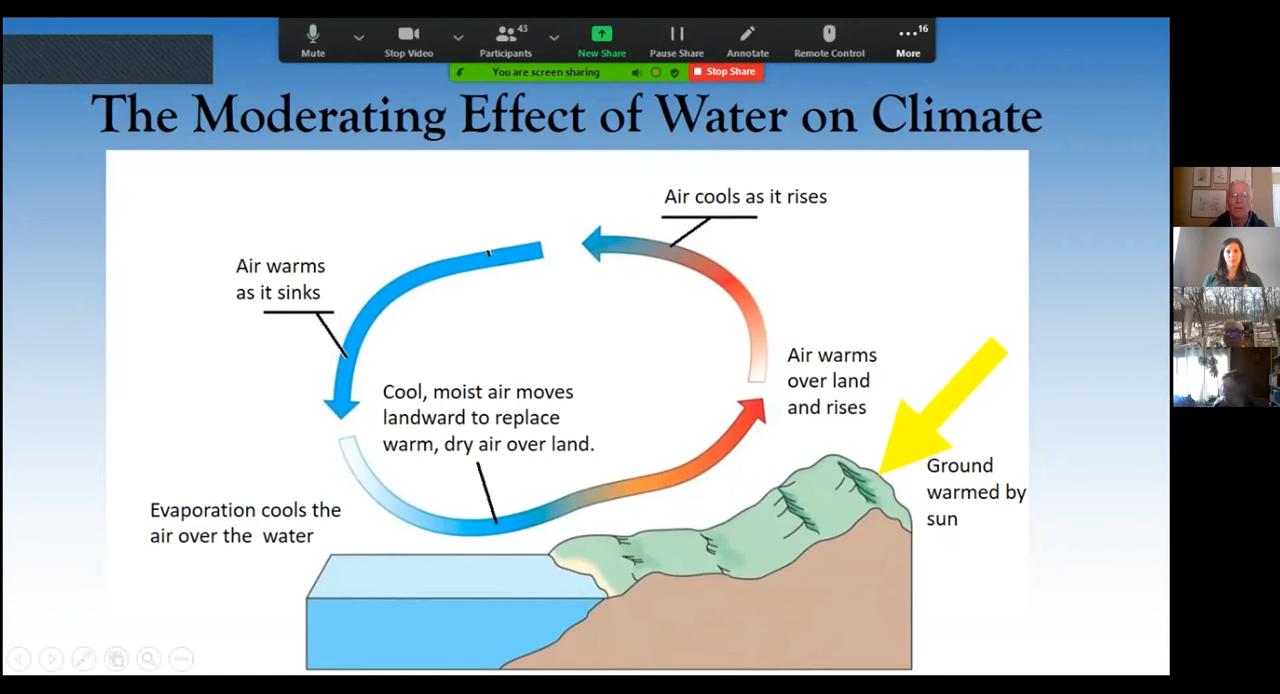 43
16
Mute
Stop Video
Participants
New Share
Pause Share
Annotate
Remote Control
More
You are screen sharing
Stop Share
The Moderating Effect of Water on Climate
Air cools as it rises
Air warms
as it sinks
Air warms
over land
and rises
Cool, moist air moves
landward to replace
warm, dry air over land.
Ground
warmed by
sun
Evaporation cools the
air over the water